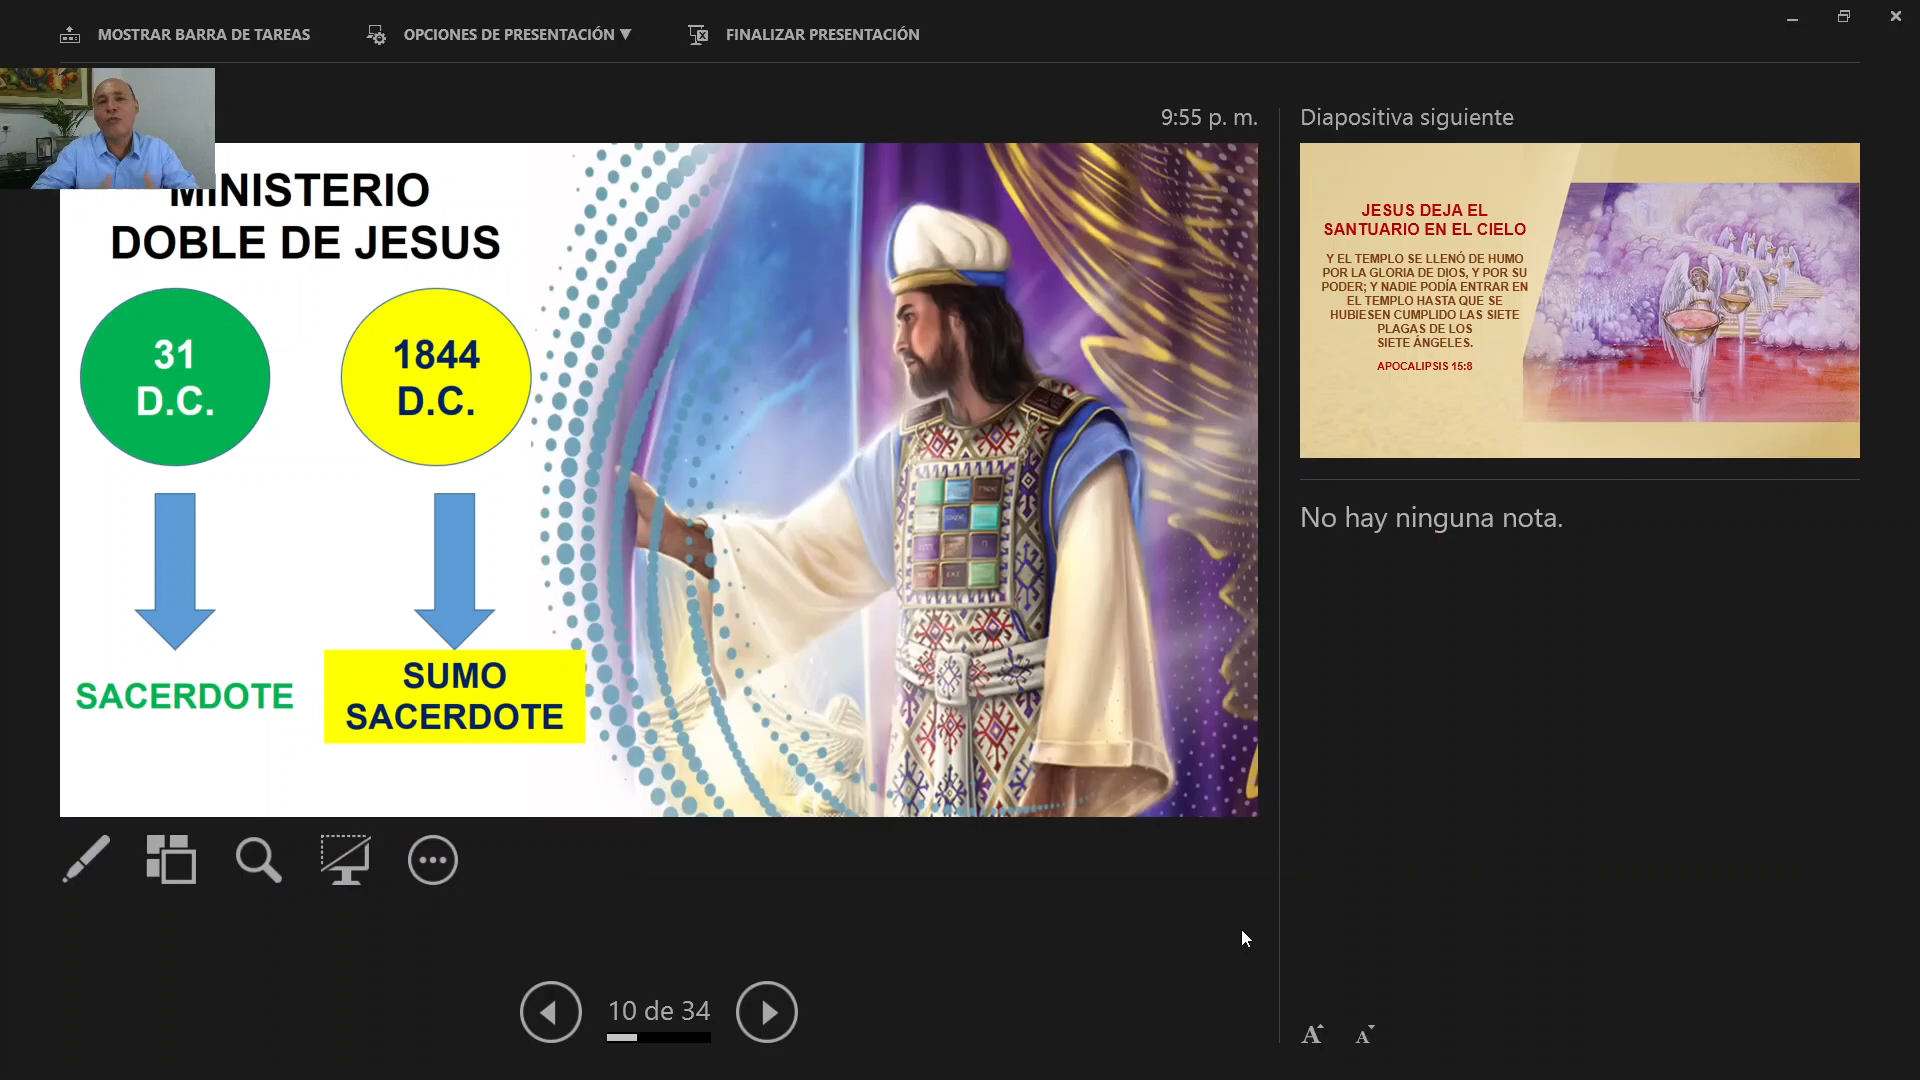 MOSTRAR BARRA DE TAREAS
OPCIONES DE PRESENTACIÓN ▼
FINALIZAR PRESENTACIÓN
9:55 p. m.
MINISTERIO
DOBLE DE JESUS
31
D.C.
1844
D.C.
SACERDOTE
SUMO
SACERDOTE
10 de 34
Diapositiva siguiente
JESUS DEJA EL
SANTUARIO EN EL CIELO
Y EL TEMPLO SE LLENÓ DE HUMO
POR LA GLORIA DE DIOS, Y POR SU
PODER; Y NADIE PODÍA ENTRAR EN
EL TEMPLO HASTA QUE SE
HUBIESEN CUMPLIDO LAS SIETE
PLAGAS DE LOS
SIETE ÁNGELES.
APOCALIPSIS 15:8
No hay ninguna nota.
A A